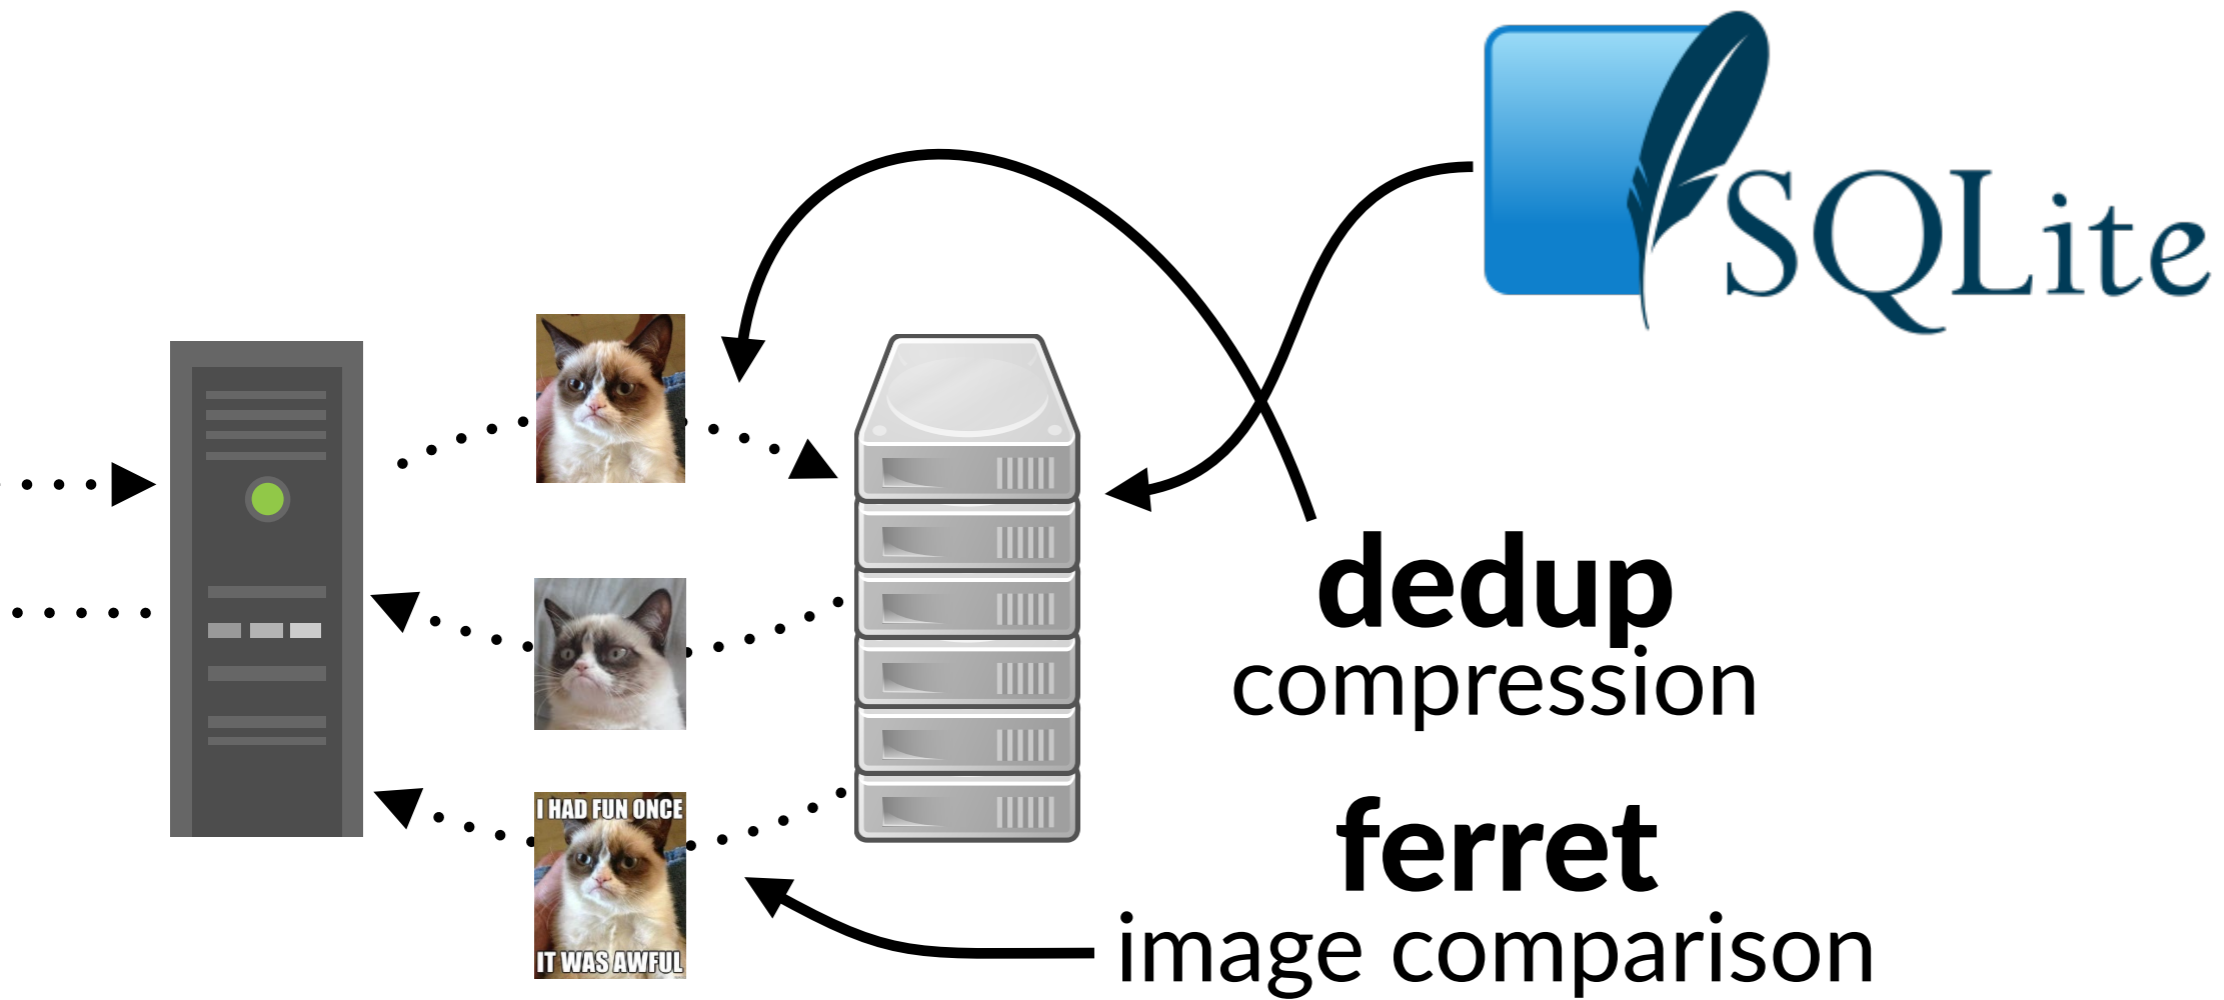 SQLite
dedup
compression
I HAD FUN ONCE
IT WAS AWFUL
ferret
image comparison